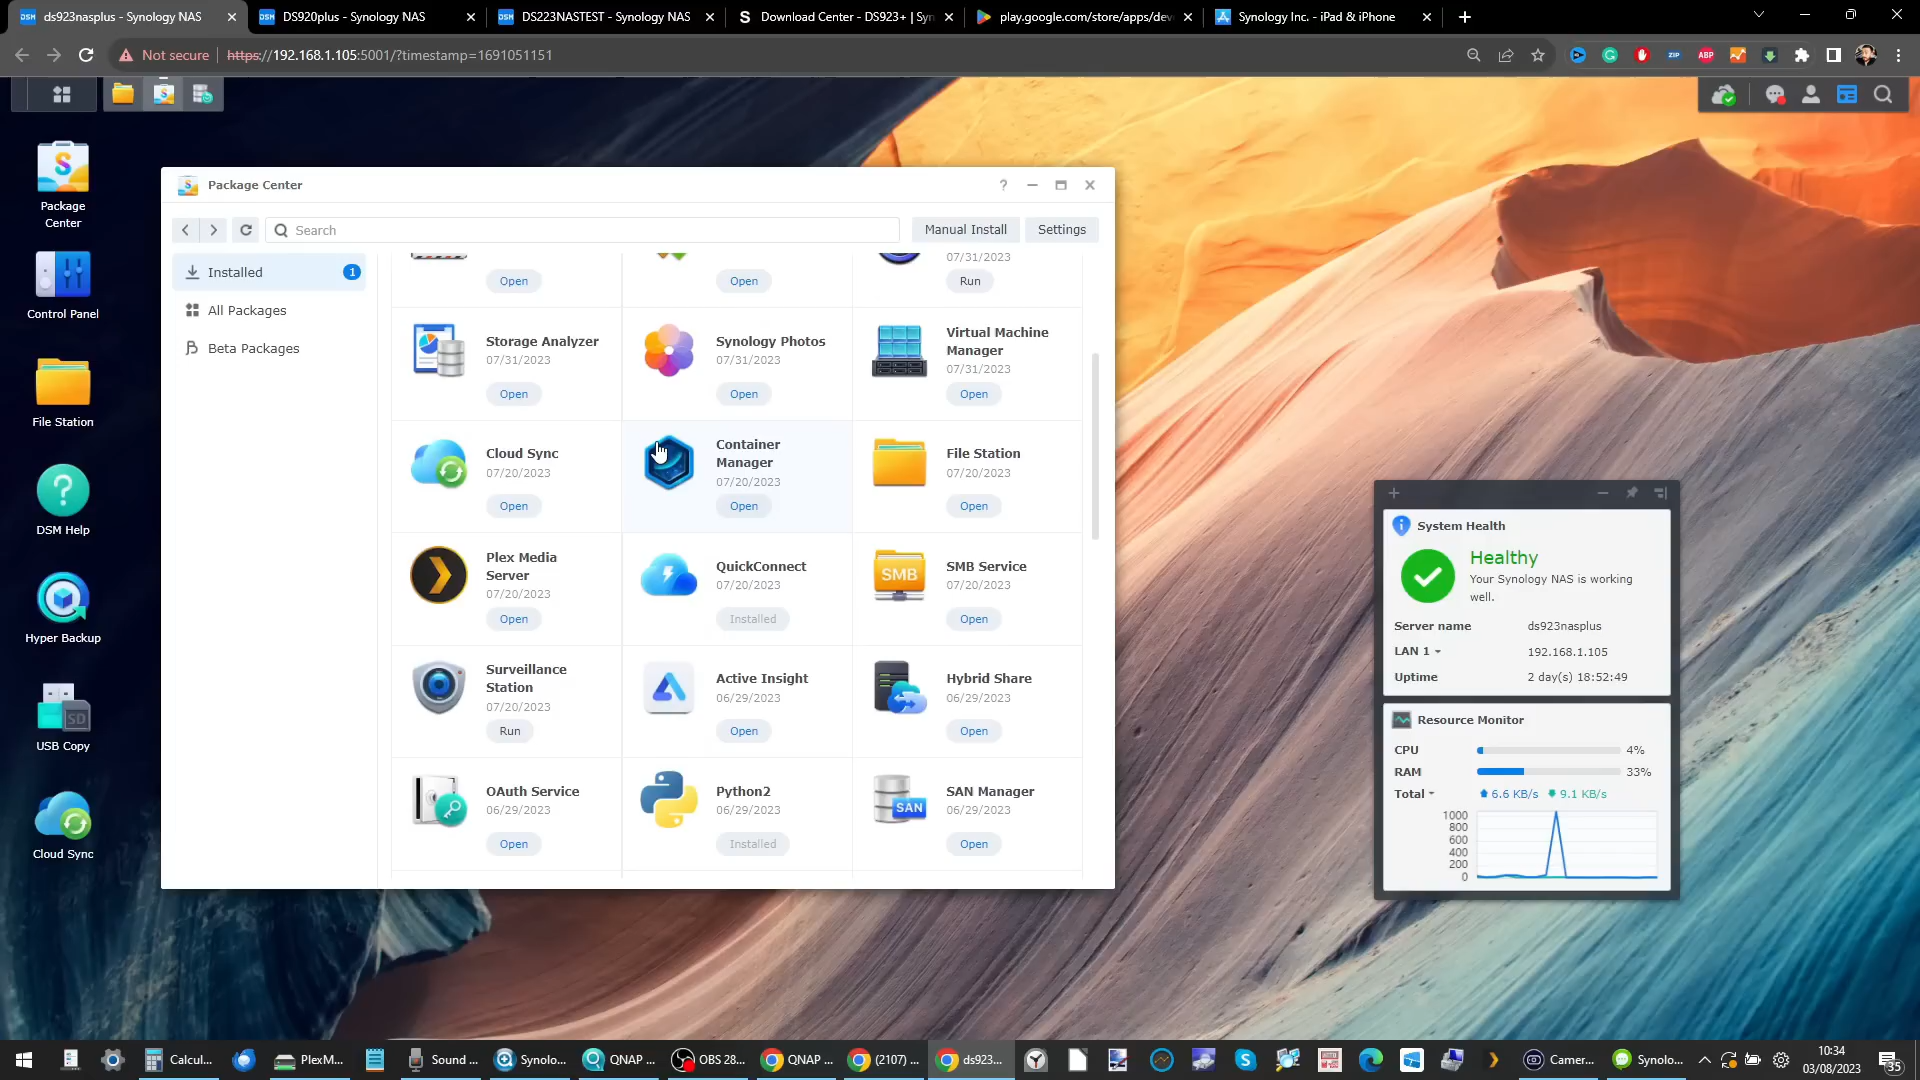 ds923nasplus - Synology NAS
DS920plus - Synology NAS
DS223NASTEST - Synology NAS
Download Center - DS923+ | Syn
play.google.com/store/apps/dev
Synology Inc. - iPad & iPhone
Not secure
https://192.168.1.105:5001/?timestamp=1691051151
Package
Center
Control Panel
File Station
DSM Help
Hyper Backup
USB Copy
Cloud Sync
Package Center
Search
Manual Install
Settings
Installed
1
All Packages
Beta Packages
Open
Open
07/31/2023
Run
Storage Analyzer
07/31/2023
Open
Synology Photos
07/31/2023
Open
Virtual Machine
Manager
07/31/2023
Open
Cloud Sync
07/20/2023
Open
Container
Manager
07/20/2023
Open
File Station
07/20/2023
Open
Plex Media
Server
07/20/2023
Open
QuickConnect
07/20/2023
Installed
SMB
SMB Service
07/20/2023
Open
Surveillance
Station
07/20/2023
Run
Active Insight
06/29/2023
Open
Hybrid Share
06/29/2023
Open
OAuth Service
06/29/2023
Open
Python2
06/29/2023
Installed
SAN
SAN Manager
06/29/2023
Open
System Health
Healthy
Your Synology NAS is working
well.
Server name
ds923nasplus
LAN 1
192.168.1.105
Uptime
2 day(s) 18:52:49
Resource Monitor
CPU
4%
RAM
33%
Total
6.6 KB/s
9.1 KB/s
1000
800
600
400
200
0
Calcul...
PlexM...
Sound ...
Synolo...
QNAP ...
OBS 28...
QNAP ...
(2107) ...
ds923...
Camer...
Synolo...
10:34
03/08/2023
35